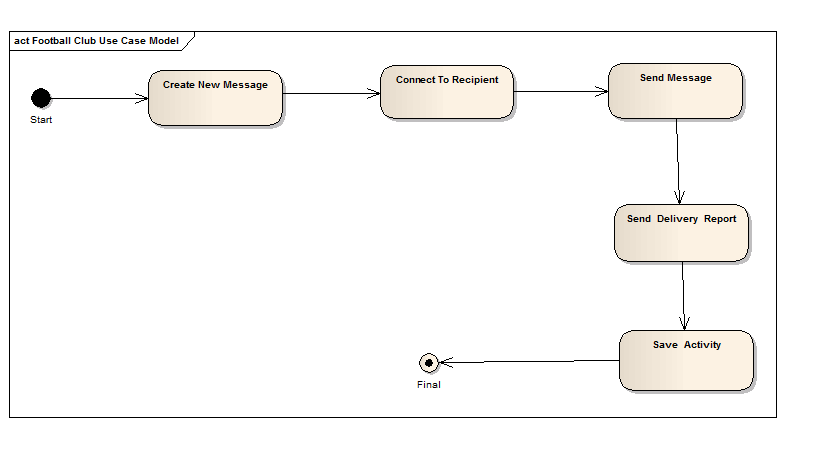 act Football Club Use Case Model
Create New Message
Connect To Recipient
Send Message
Start
Send Delivery Report
Save Activity
Final